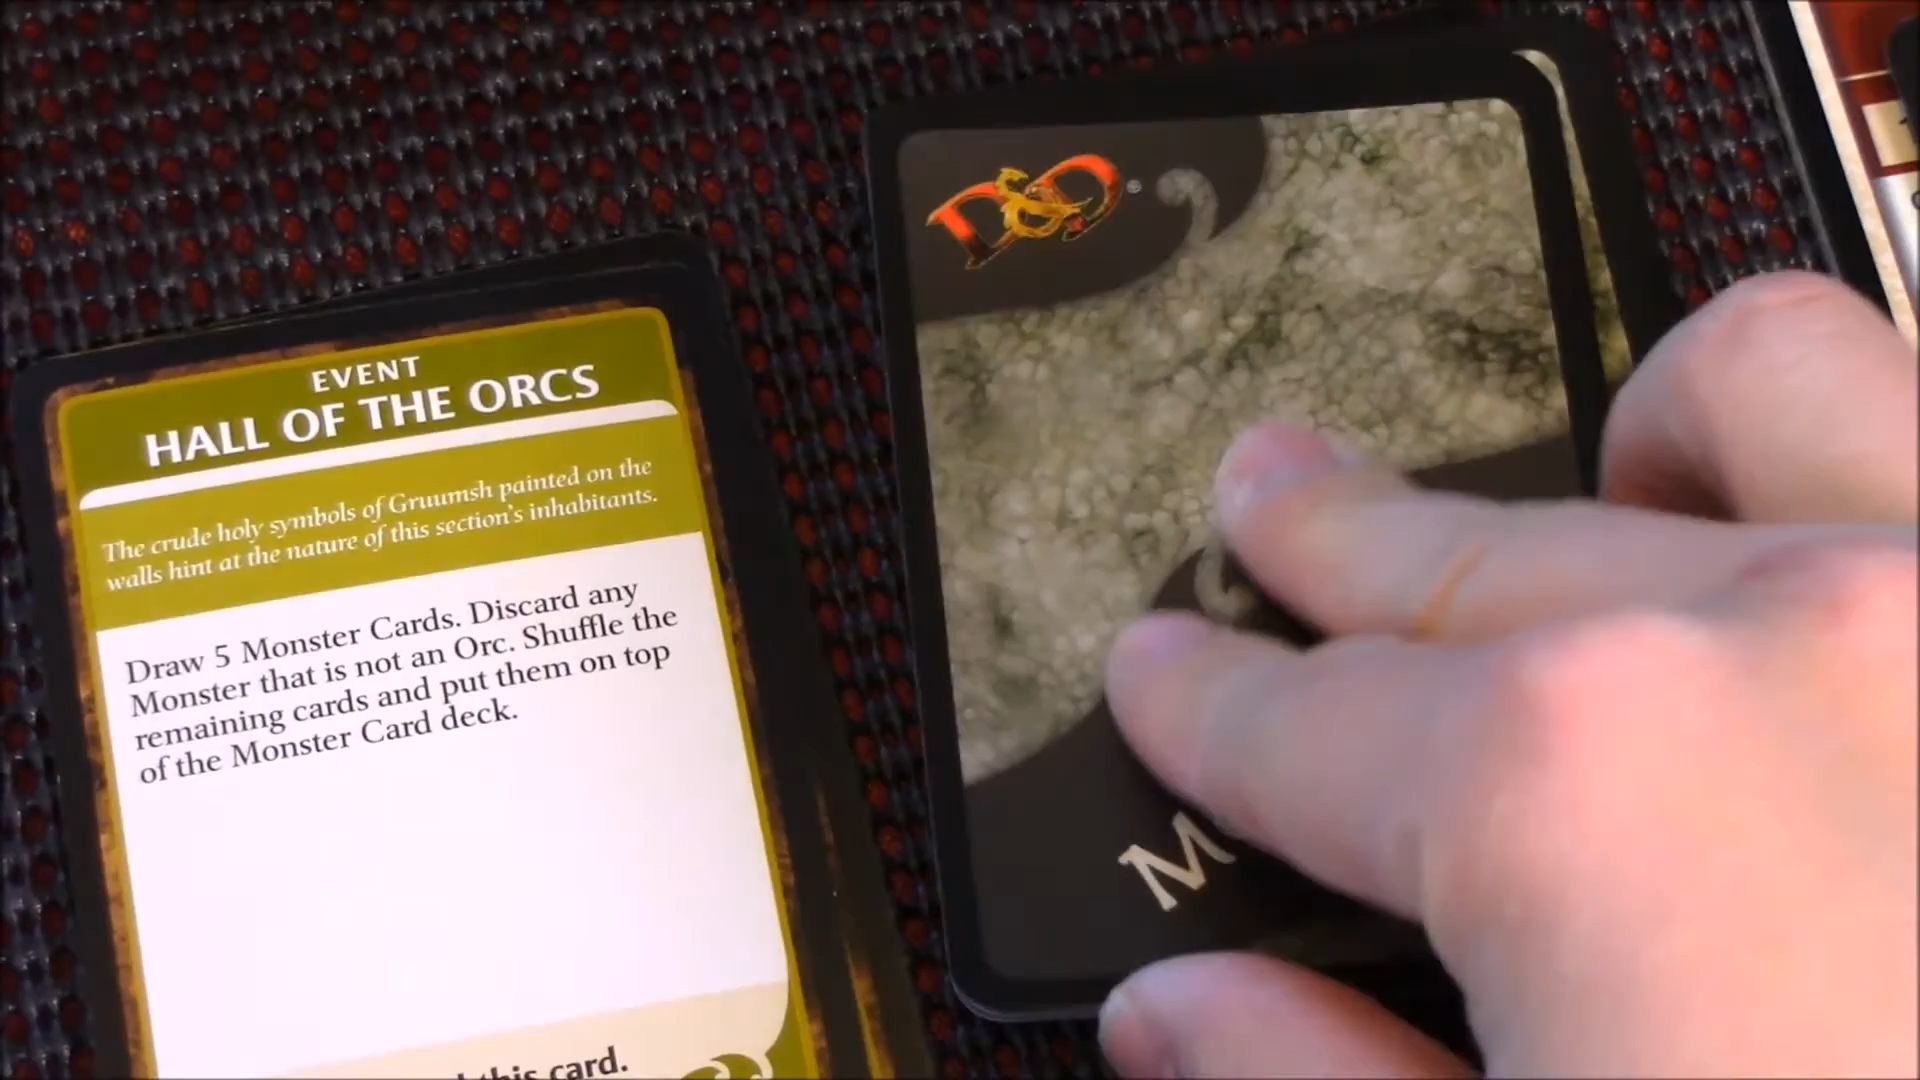 EVENT
HALL OF THE ORCS
The crude holy symbols of Gruumsh painted on the
walls hint at the nature of this section's inhabitants.
Draw 5 Monster Cards. Discard any
Monster that is not an Orc. Shuffle the
remaining cards and put them on top
of the Monster Card deck.
this card.
D&D®
M